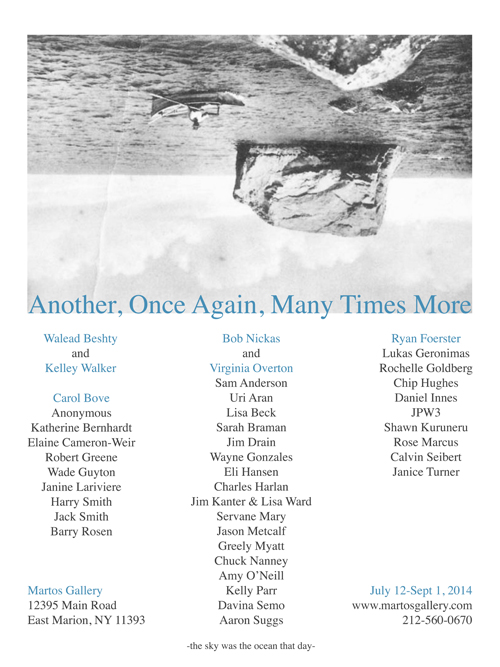 Another, Once Again, Many Times More
Walead Beshty
and
Kelley Walker
Carol Bove
Anonymous
Katherine Bernhardt
Elaine Cameron-Weir
Robert Greene
Wade Guyton
Janine Lariviere
Harry Smith
Jack Smith
Barry Rosen
Bob Nickas
and
Virginia Overton
Sam Anderson
Uri Aran
Lisa Beck
Sarah Braman
Jim Drain
Wayne Gonzales
Eli Hansen
Charles Harlan
Jim Kanter & Lisa Ward
Servane Mary
Jason Metcalf
Greely Myatt
Chuck Nanney
Amy O'Neill
Kelly Parr
Davina Semo
Aaron Suggs
Ryan Foerster
Lukas Geronimas
Rochelle Goldberg
Chip Hughes
Daniel Innes
JPW3
Shawn Kuruneru
Rose Marcus
Calvin Seibert
Janice Turner
Martos Gallery
12395 Main Road
East Marion, NY 11393
July 12-Sept 1, 2014
www.martosgallery.com
212-560-0670
-the sky was the ocean that day-